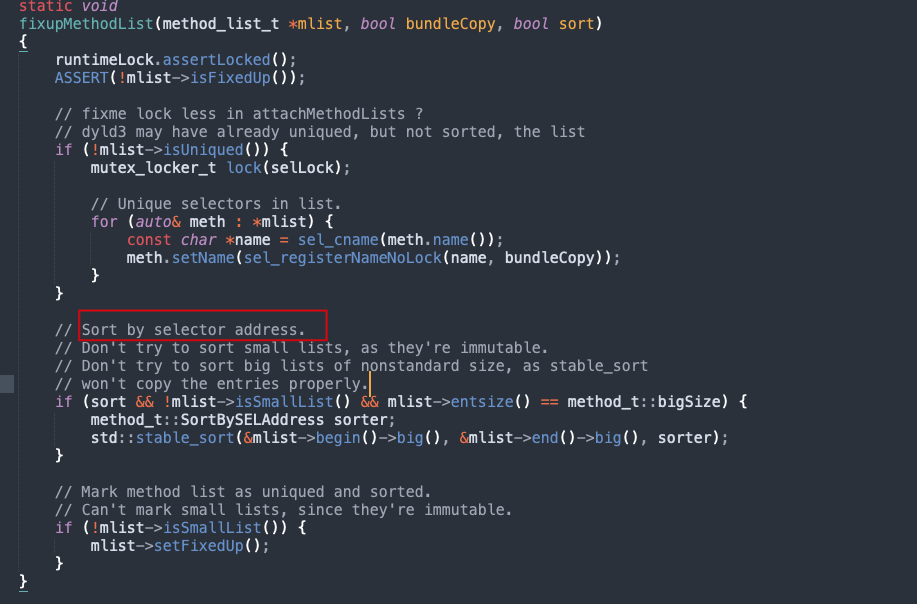 static void
fixupMethodList(method_list_t *mlist, bool bundleCopy, bool sort)
{
    runtimeLock.assertLocked();
    ASSERT(!mlist->isFixedUp());

    // fixme lock less in attachMethodLists ?
    // dyld3 may have already uniqued, but not sorted, the list
    if (!mlist->isUniqued()) {
        mutex_locker_t lock(selLock);

        // Unique selectors in list.
        for (auto& meth : *mlist) {
            const char *name = sel_cname(meth.name());
            meth.setName(sel_registerNameNoLock(name, bundleCopy));
        }
    }

    // Sort by selector address.
    // Don't try to sort small lists, as they're immutable.
    // Don't try to sort big lists of nonstandard size, as stable_sort
    // won't copy the entries properly.
    if (sort && !mlist->isSmallList() && mlist->entsize() == method_t::bigSize) {
        method_t::SortBySELAddress sorter;
        std::stable_sort(&mlist->begin()->big(), &mlist->end()->big(), sorter);
    }

    // Mark method list as uniqued and sorted.
    // Can't mark small lists, since they're immutable.
    if (!mlist->isSmallList()) {
        mlist->setFixedUp();
    }
}